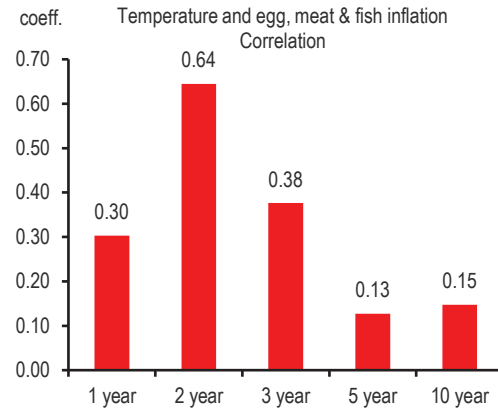 coeff.
Temperature and egg, meat & fish inflation
Correlation
0.70
0.60
0.50
0.40
0.30
0.20
0.10
0.00
0.30
0.64
0.38
0.13
0.15
1 year
2 year
3 year
5 year
10 year